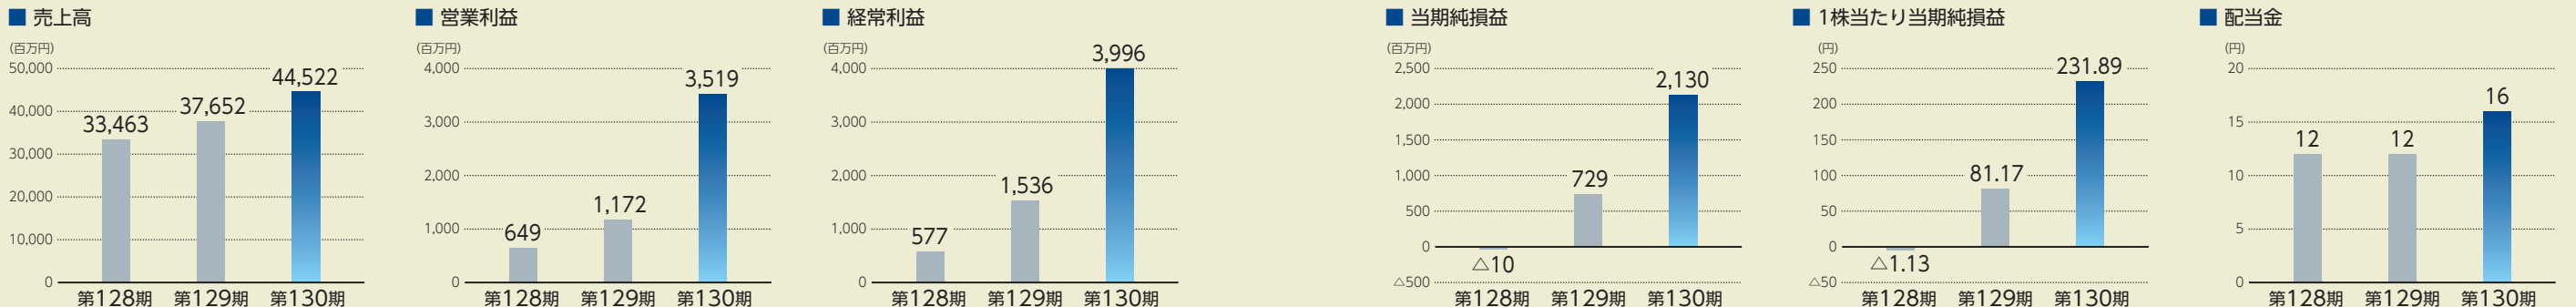 ■ 売上高
(百万円)
50,000
40,000
30,000
20,000
10,000
0
33,463
37,652
44,522
第128期 第129期 第130期
■ 営業利益
(百万円)
4,000
3,000
2,000
1,000
0
649
1,172
3,519
第128期 第129期 第130期
■ 経常利益
(百万円)
4,000
3,000
2,000
1,000
0
577
1,536
3,996
第128期 第129期 第130期
■ 当期純損益
(百万円)
2,500
2,000
1,500
1,000
500
0
△500
△10
729
2,130
第128期 第129期 第130期
■ 1株当たり当期純損益
(円)
250
200
150
100
50
0
△50
△1.13
81.17
231.89
第128期 第129期 第130期
■ 配当金
(円)
20
15
10
5
0
12
12
16
第128期 第129期 第130期